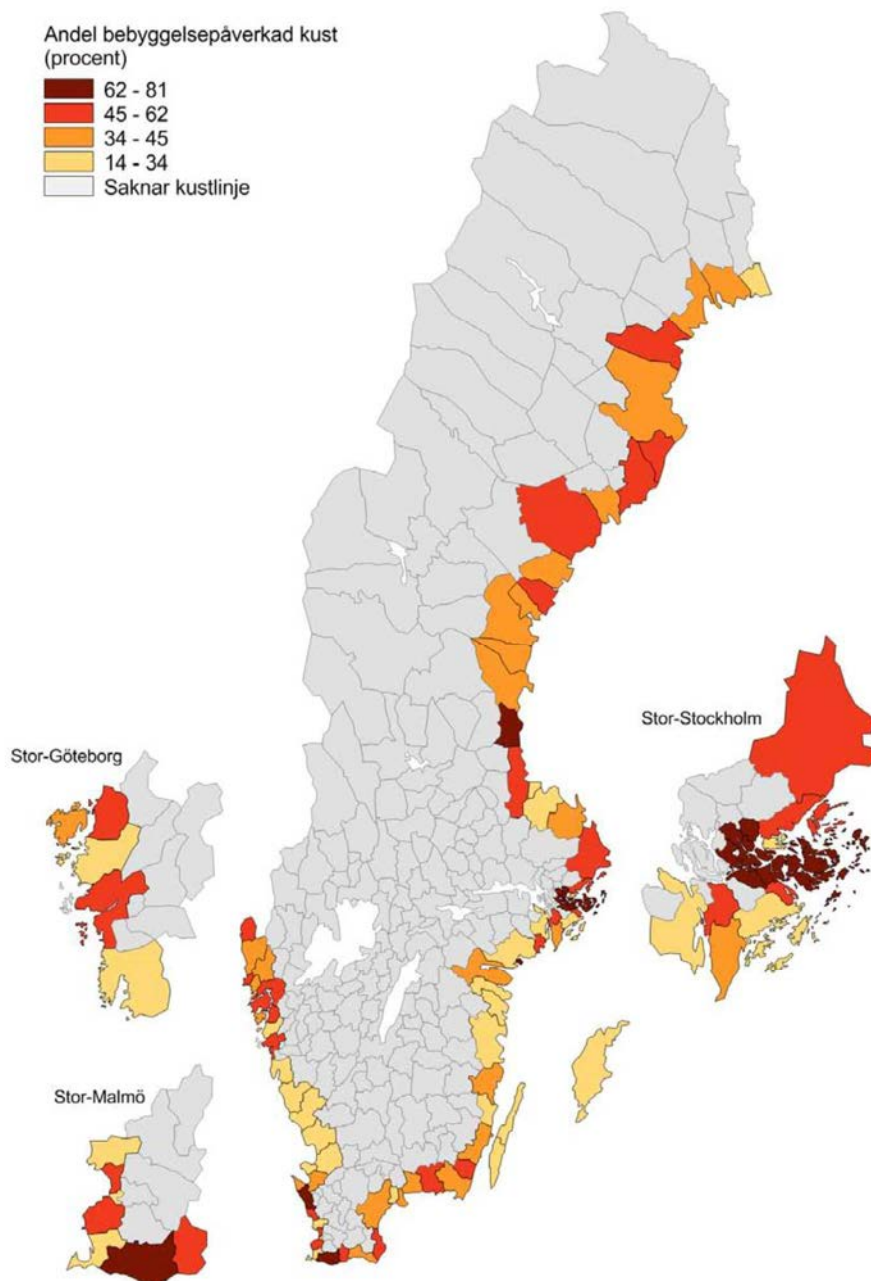 Andel bebyggelsepåverkad kust
(procent)
62 - 81
45 - 62
34 - 45
14 - 34
Saknar kustlinje
Stor-Stockholm
Stor-Göteborg
Stor-Malmö